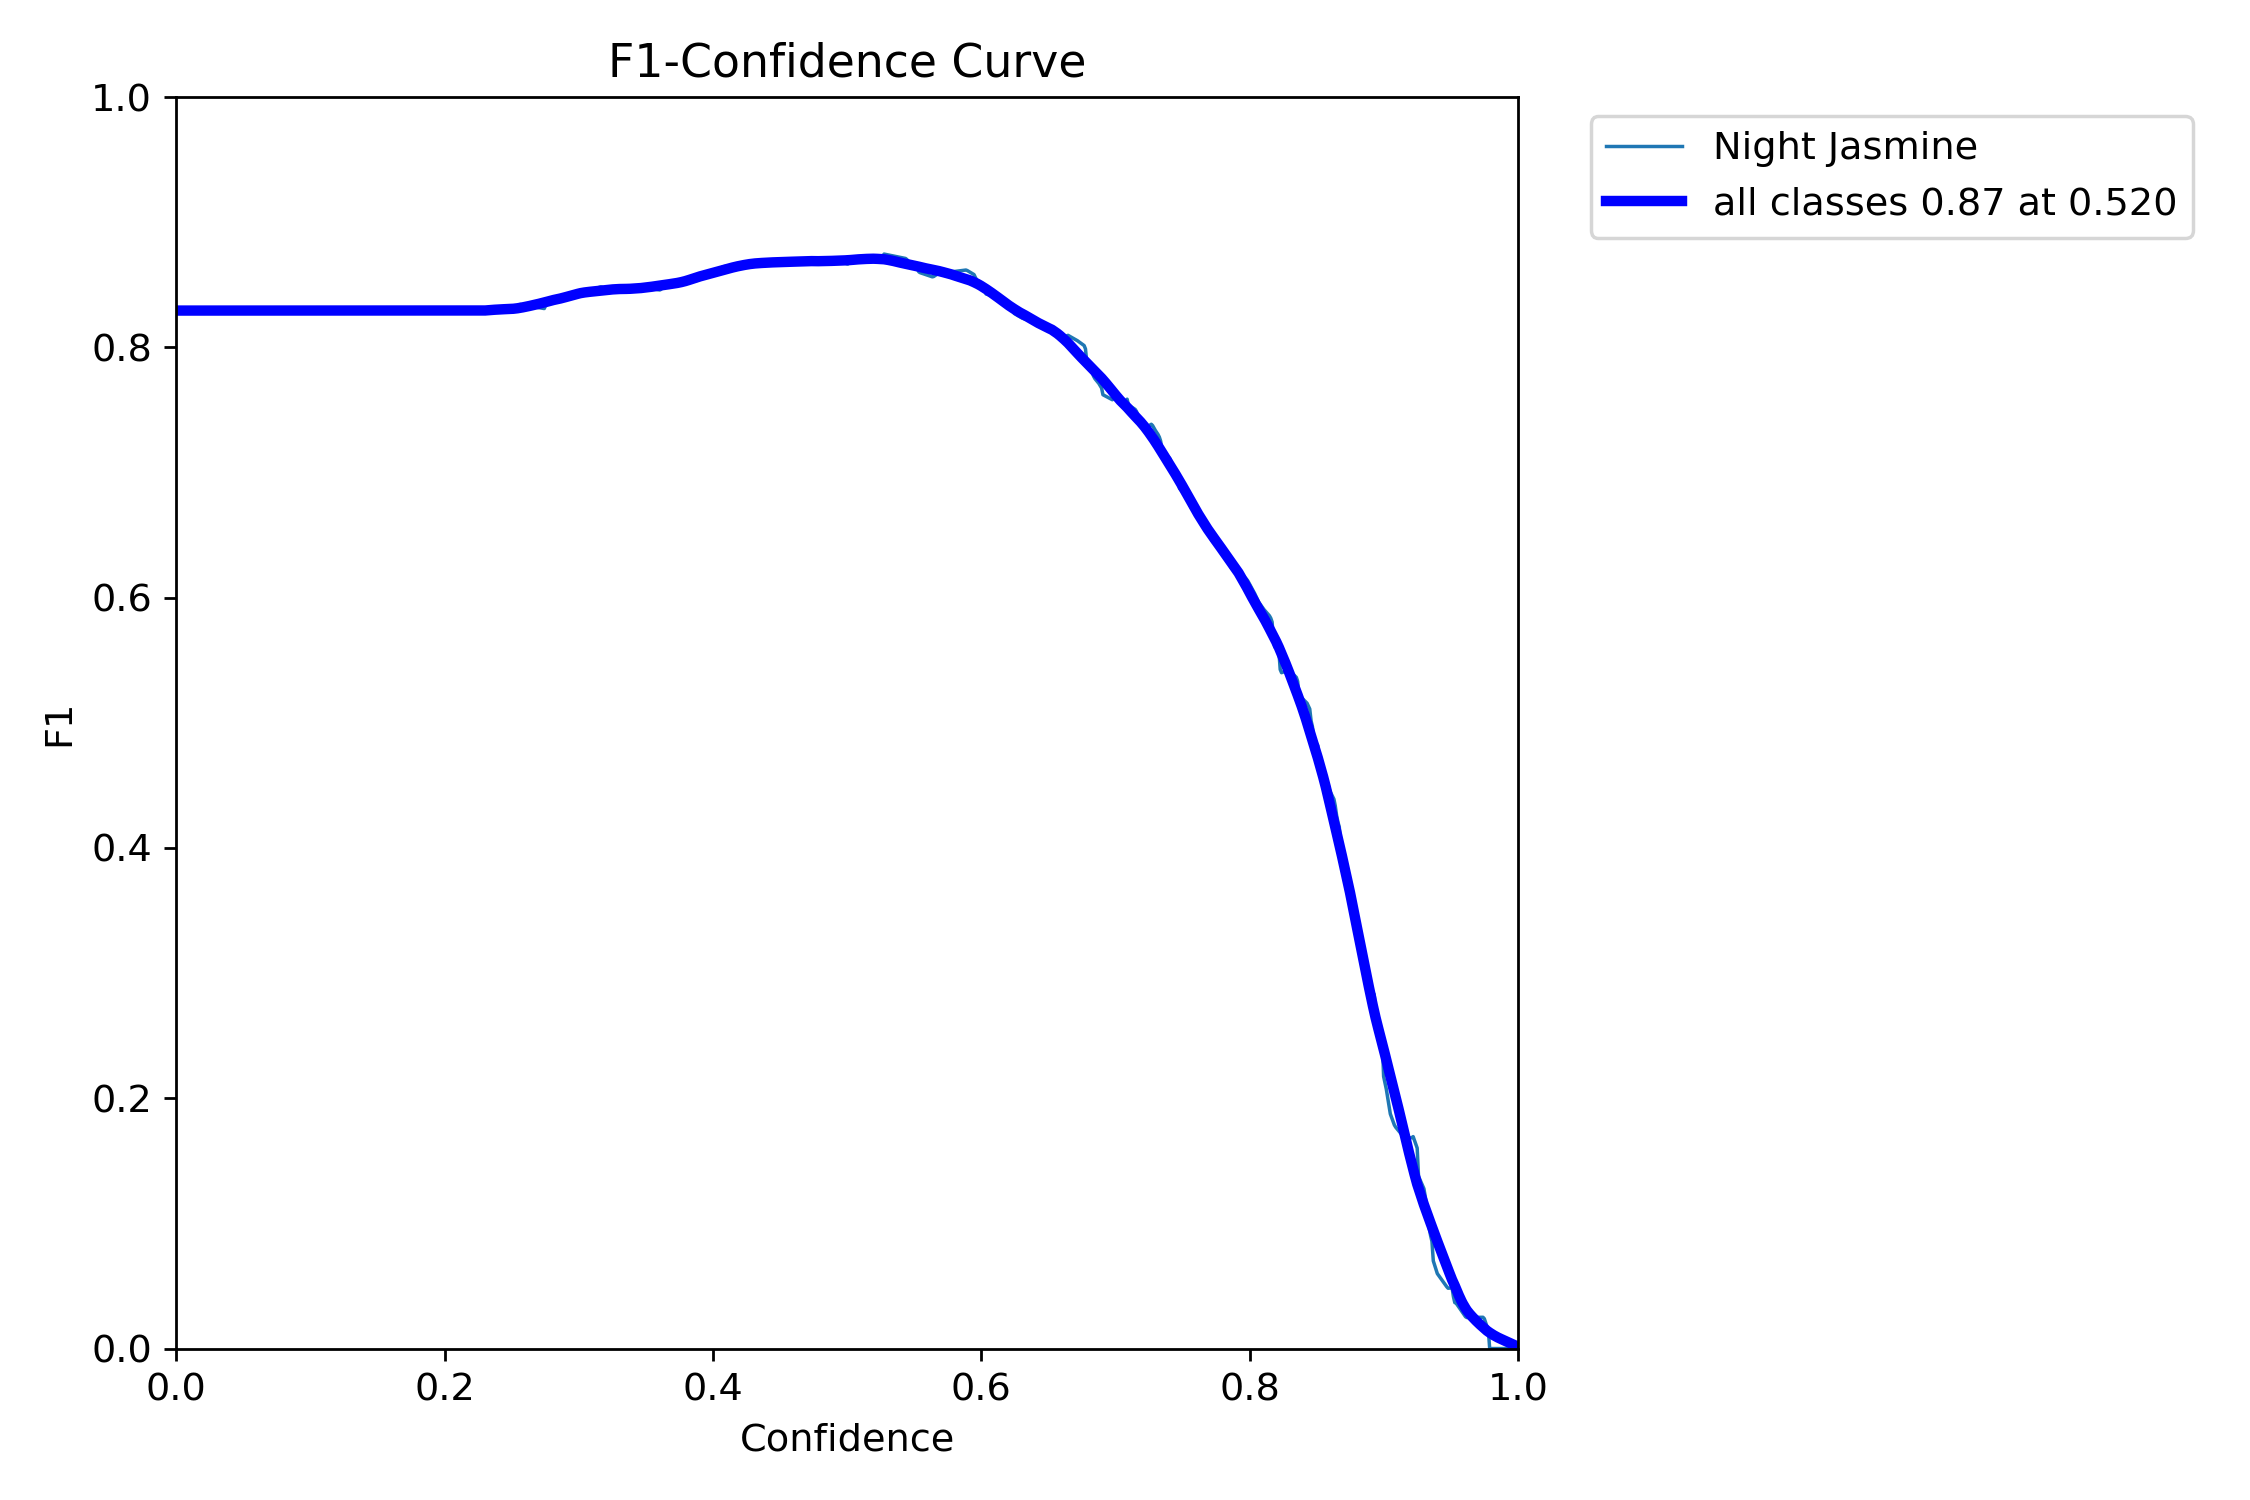 F1-Confidence Curve
Night Jasmine
all classes 0.87 at 0.520
1.0
0.8
0.6
0.4
0.2
0.0
F1
0.0 0.2 0.4 0.6 0.8 1.0
Confidence